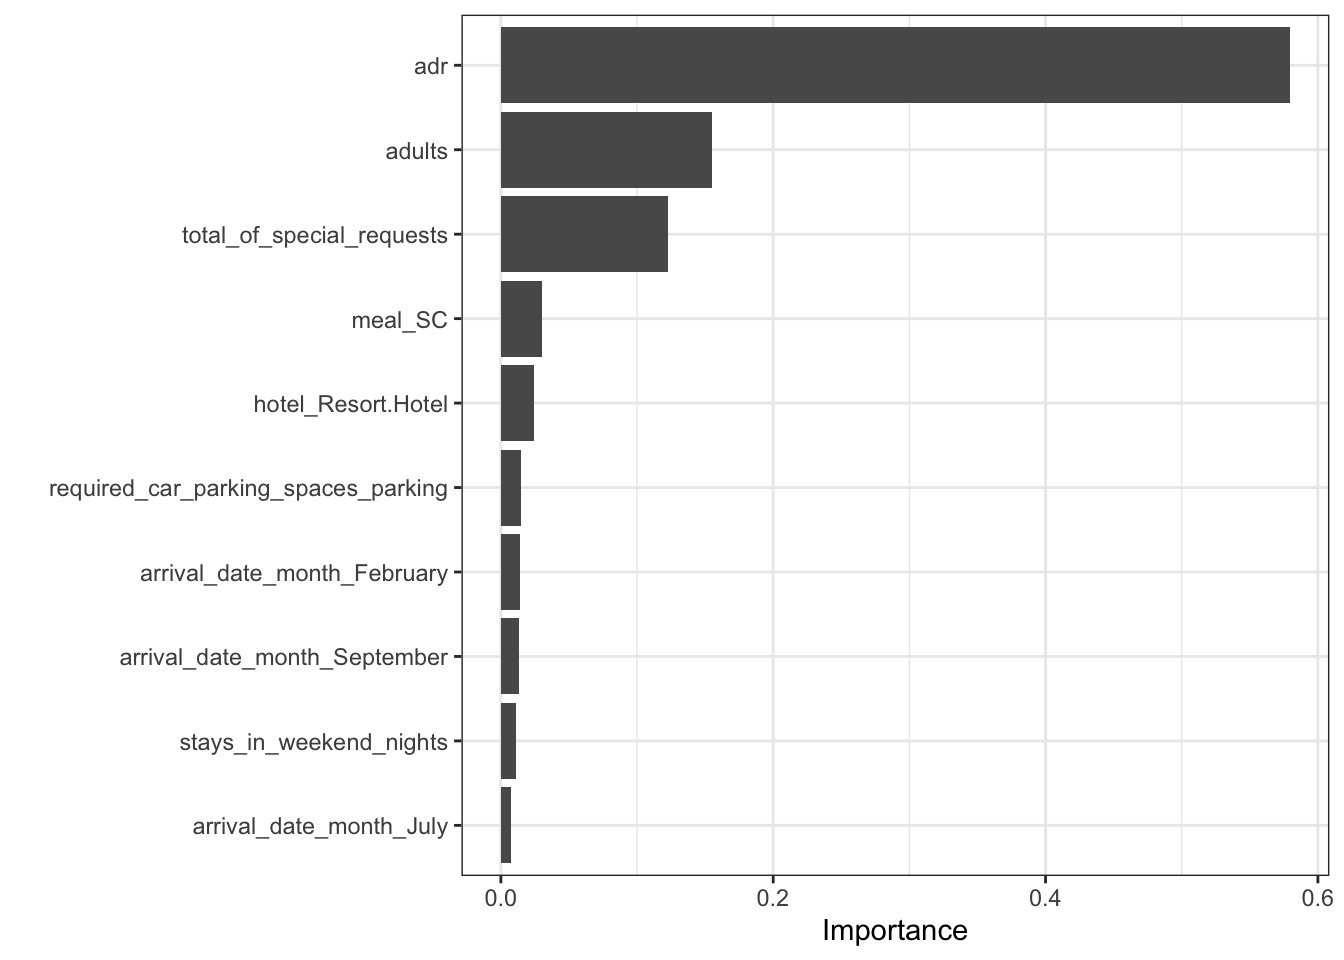 adr
adults
total_of_special_requests
meal_SC
hotel_Resort.Hotel
required_car_parking_spaces_parking
arrival_date_month_February
arrival_date_month_September
stays_in_weekend_nights
arrival_date_month_July
0.0 0.2 0.4 0.6
Importance